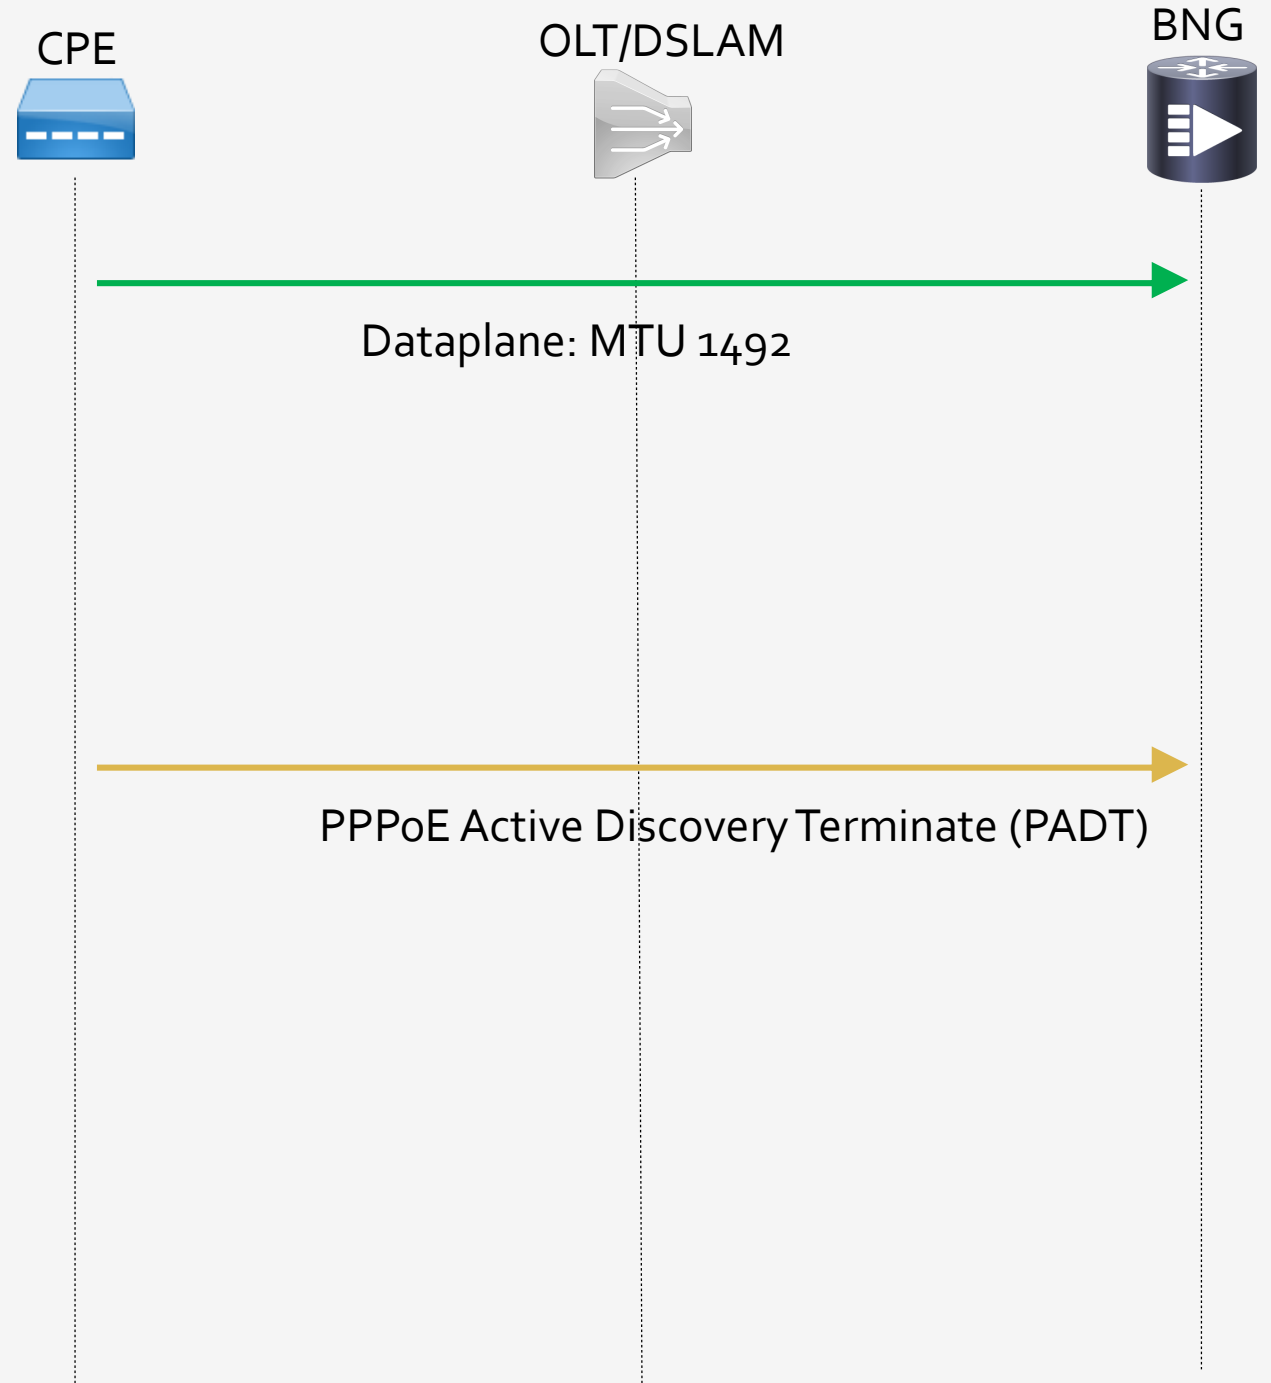 CPE
OLT/DSLAM
BNG
Dataplane: MTU 1492
PPPoE Active Discovery Terminate (PADT)